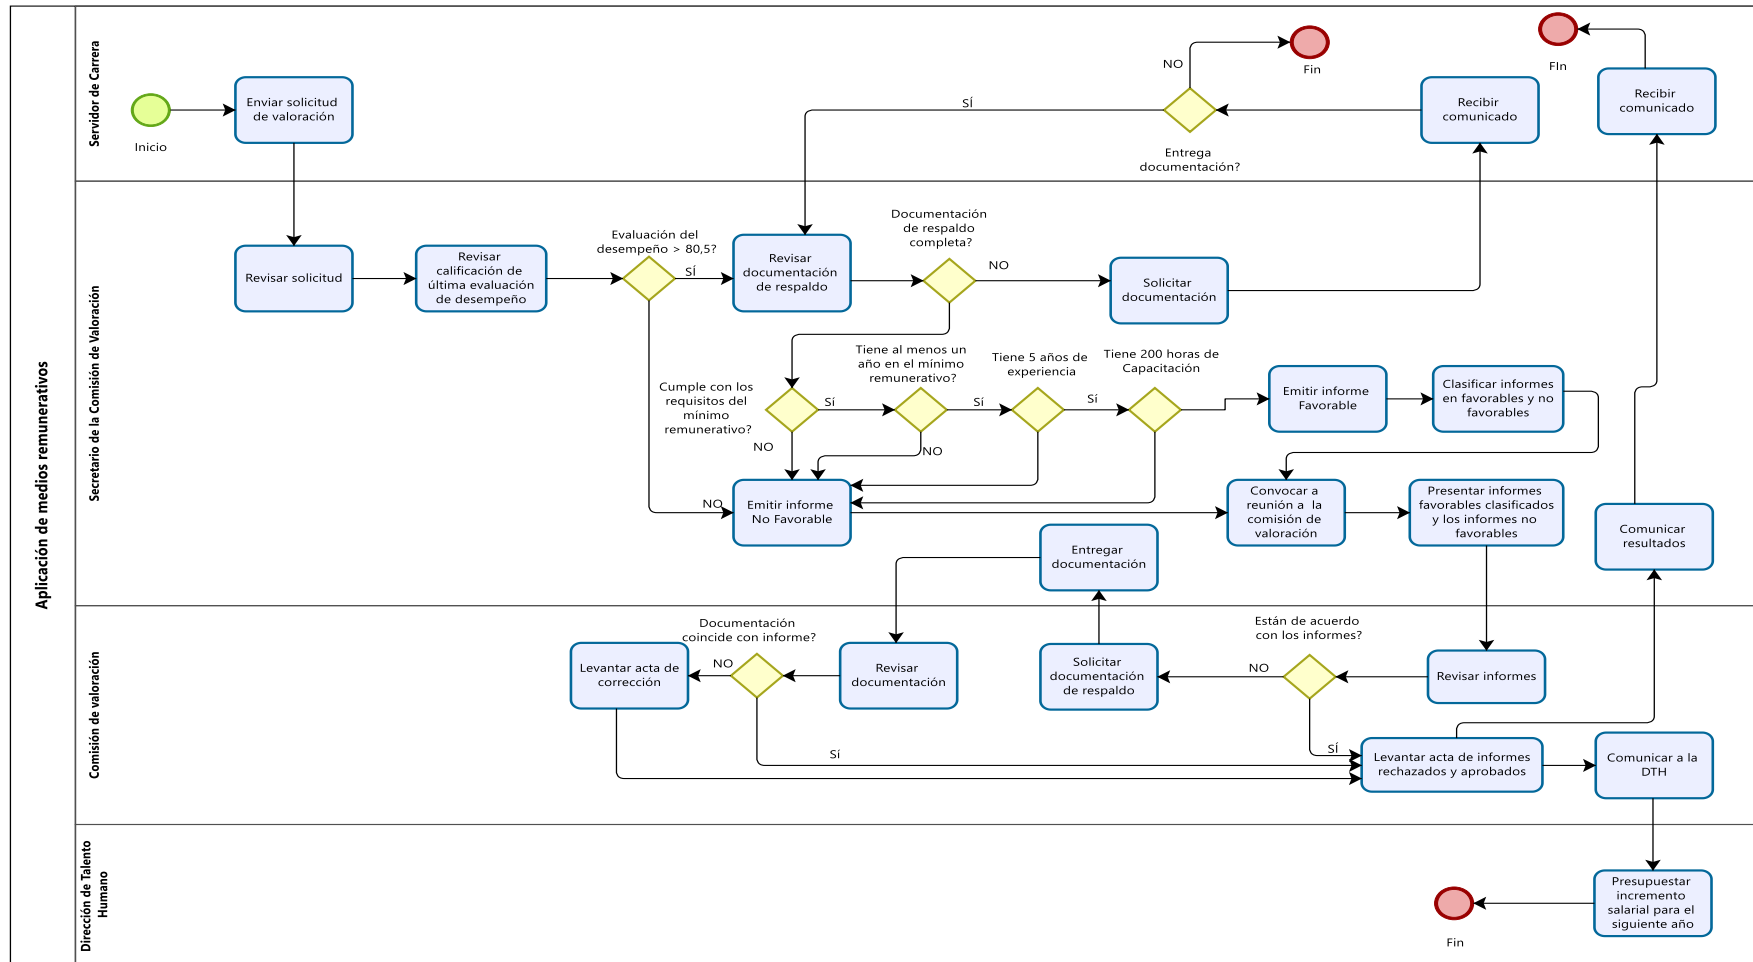 Aplicación de medios remunerativos
Servidor de Carrera
Inicio
Enviar solicitud
de valoración
SÍ
NO
Fin
Entrega
documentación?
Recibir
comunicado
FIn
Recibir
comunicado
Secretario de la Comisión de Valoración
Revisar solicitud
Revisar
calificación de
última evaluación
de desempeño
Evaluación del
desempeño > 80,5?
SÍ
NO
Revisar
documentación
de respaldo
Documentación
de respaldo
completa?
NO
Solicitar
documentación
Cumple con los
requisitos del
mínimo
remunerativo?
NO
Sí
Tiene al menos un
año en el mínimo
remunerativo?
NO
Sí
Tiene 5 años de
experiencia
Sí
Tiene 200 horas de
Capacitación
Emitir informe
Favorable
Clasificar informes
en favorables y no
favorables
Emitir informe
No Favorable
Convocar a
reunión a la
comisión de
valoración
Presentar informes
favorables clasificados
y los informes no
favorables
Entregar
documentación
Comunicar
resultados
Comisión de valoración
Levantar acta de
corrección
NO
Documentación
coincide con informe?
Sí
Revisar
documentación
Solicitar
documentación
de respaldo
NO
Están de acuerdo
con los informes?
SÍ
Revisar informes
Levantar acta de informes
rechazados y aprobados
Comunicar a la
DTH
Dirección de Talento
Humano
Fin
Presupuestar
incremento
salarial para el
siguiente año